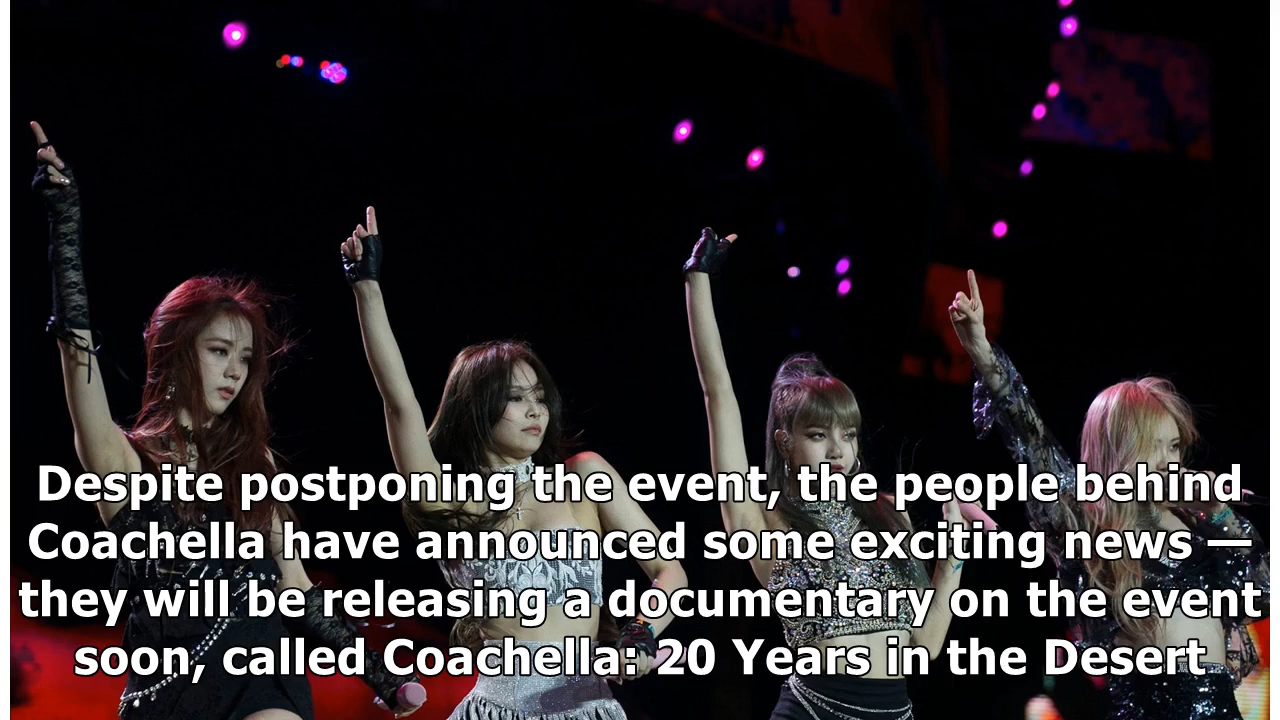 Despite postponing the event, the people behind
Coachella have announced some exciting news —
they will be releasing a documentary on the event
soon, called Coachella: 20 Years in the Desert